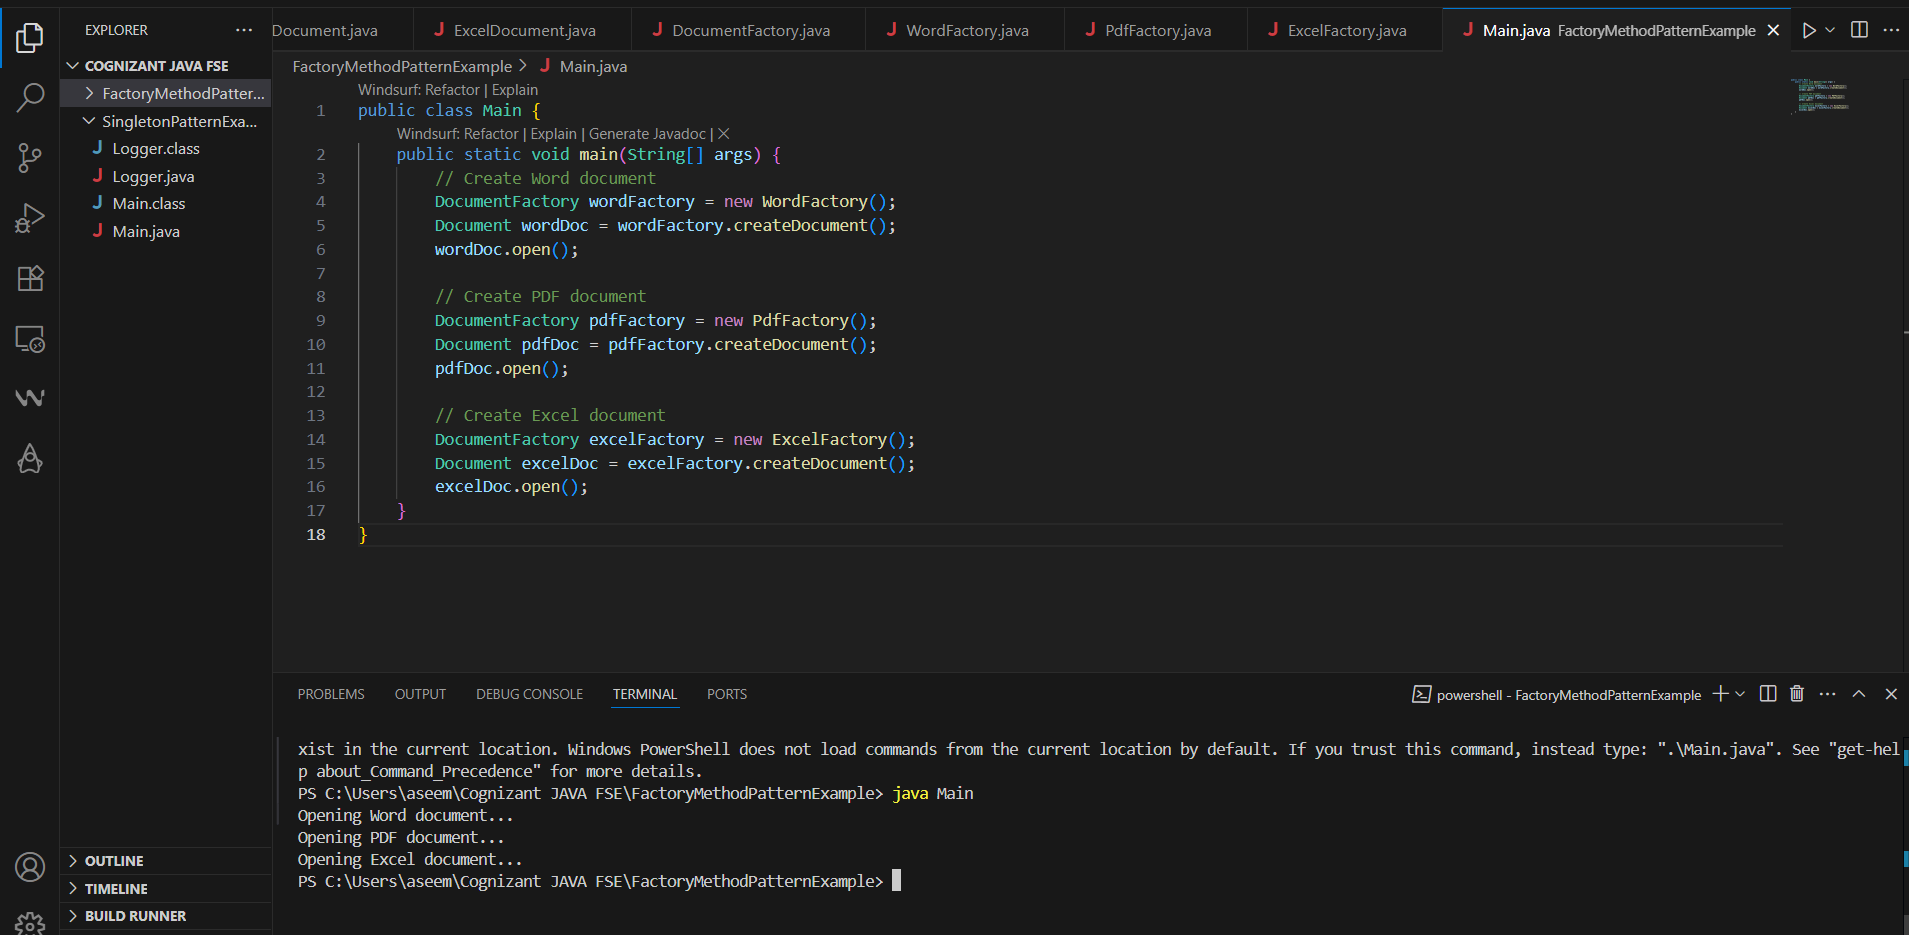 EXPLORER
COGNIZANT JAVA FSE
FactoryMethodPatter...
SingletonPatternExa...
Logger.class
Logger.java
Main.class
Main.java
OUTLINE
TIMELINE
BUILD RUNNER
Document.java
ExcelDocument.java
DocumentFactory.java
WordFactory.java
PdfFactory.java
ExcelFactory.java
Main.java FactoryMethodPatternExample
FactoryMethodPatternExample > Main.java
Windsurf: Refactor | Explain
1 public class Main {
Windsurf: Refactor | Explain | Generate Javadoc | ×
2 public static void main(String[] args) {
3 // Create Word document
4 DocumentFactory wordFactory = new WordFactory();
5 Document wordDoc = wordFactory.createDocument();
6 wordDoc.open();
7
8 // Create PDF document
9 DocumentFactory pdfFactory = new PdfFactory();
10 Document pdfDoc = pdfFactory.createDocument();
11 pdfDoc.open();
12
13 // Create Excel document
14 DocumentFactory excelFactory = new ExcelFactory();
15 Document excelDoc = excelFactory.createDocument();
16 excelDoc.open();
17 }
18 }
PROBLEMS OUTPUT DEBUG CONSOLE TERMINAL PORTS
powershell - FactoryMethodPatternExample
xist in the current location. Windows PowerShell does not load commands from the current location by default. If you trust this command, instead type: ".\Main.java". See "get-hel
p about_Command_Precedence" for more details.
PS C:\Users\aseem\Cognizant JAVA FSE\FactoryMethodPatternExample> java Main
Opening Word document...
Opening PDF document...
Opening Excel document...
PS C:\Users\aseem\Cognizant JAVA FSE\FactoryMethodPatternExample>